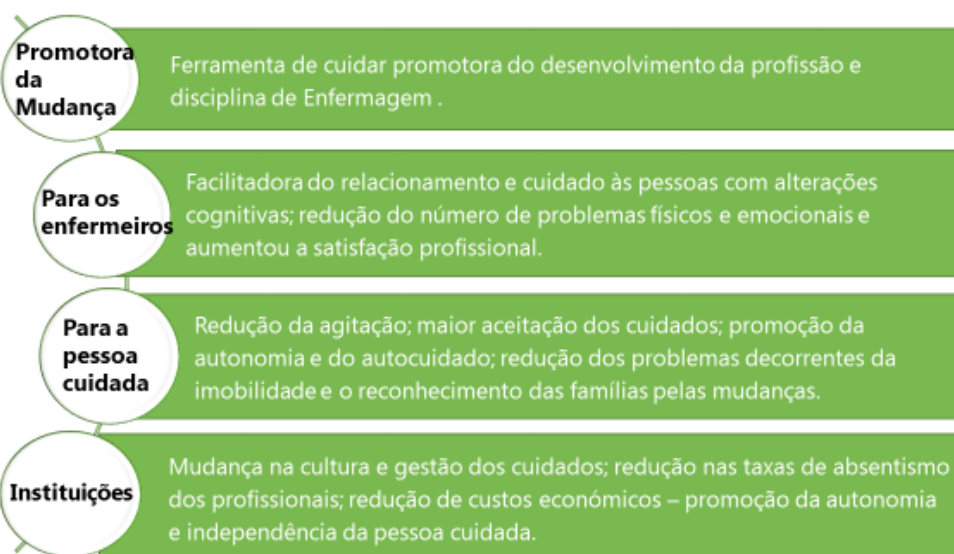 Promotora
da
Mudança
Ferramenta de cuidar promotora do desenvolvimento da profissão e
disciplina de Enfermagem .
Para os
enfermeiros
Facilitadora do relacionamento e cuidado às pessoas com alterações
cognitivas; redução do número de problemas físicos e emocionais e
aumentou a satisfação profissional.
Para a
pessoa
cuidada
Redução da agitação; maior aceitação dos cuidados; promoção da
autonomia e do autocuidado; redução dos problemas decorrentes da
imobilidade e o reconhecimento das famílias pelas mudanças.
Instituições
Mudança na cultura e gestão dos cuidados; redução nas taxas de absentismo
dos profissionais; redução de custos económicos – promoção da autonomia
e independência da pessoa cuidada.